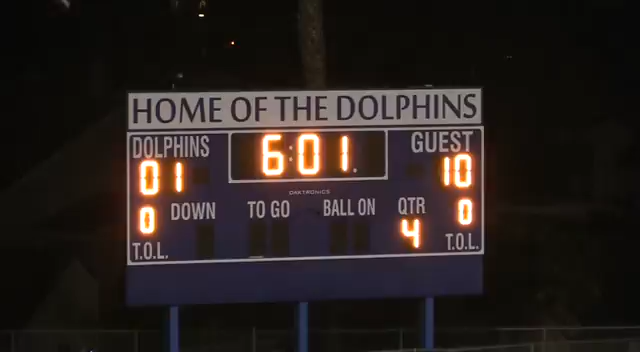 HOME OF THE DOLPHINS
DOLPHINS 6:01 GUEST
01 10
DAKTRONICS
0 DOWN TO GO BALL ON QTR 0
4
T.O.L. T.O.L.